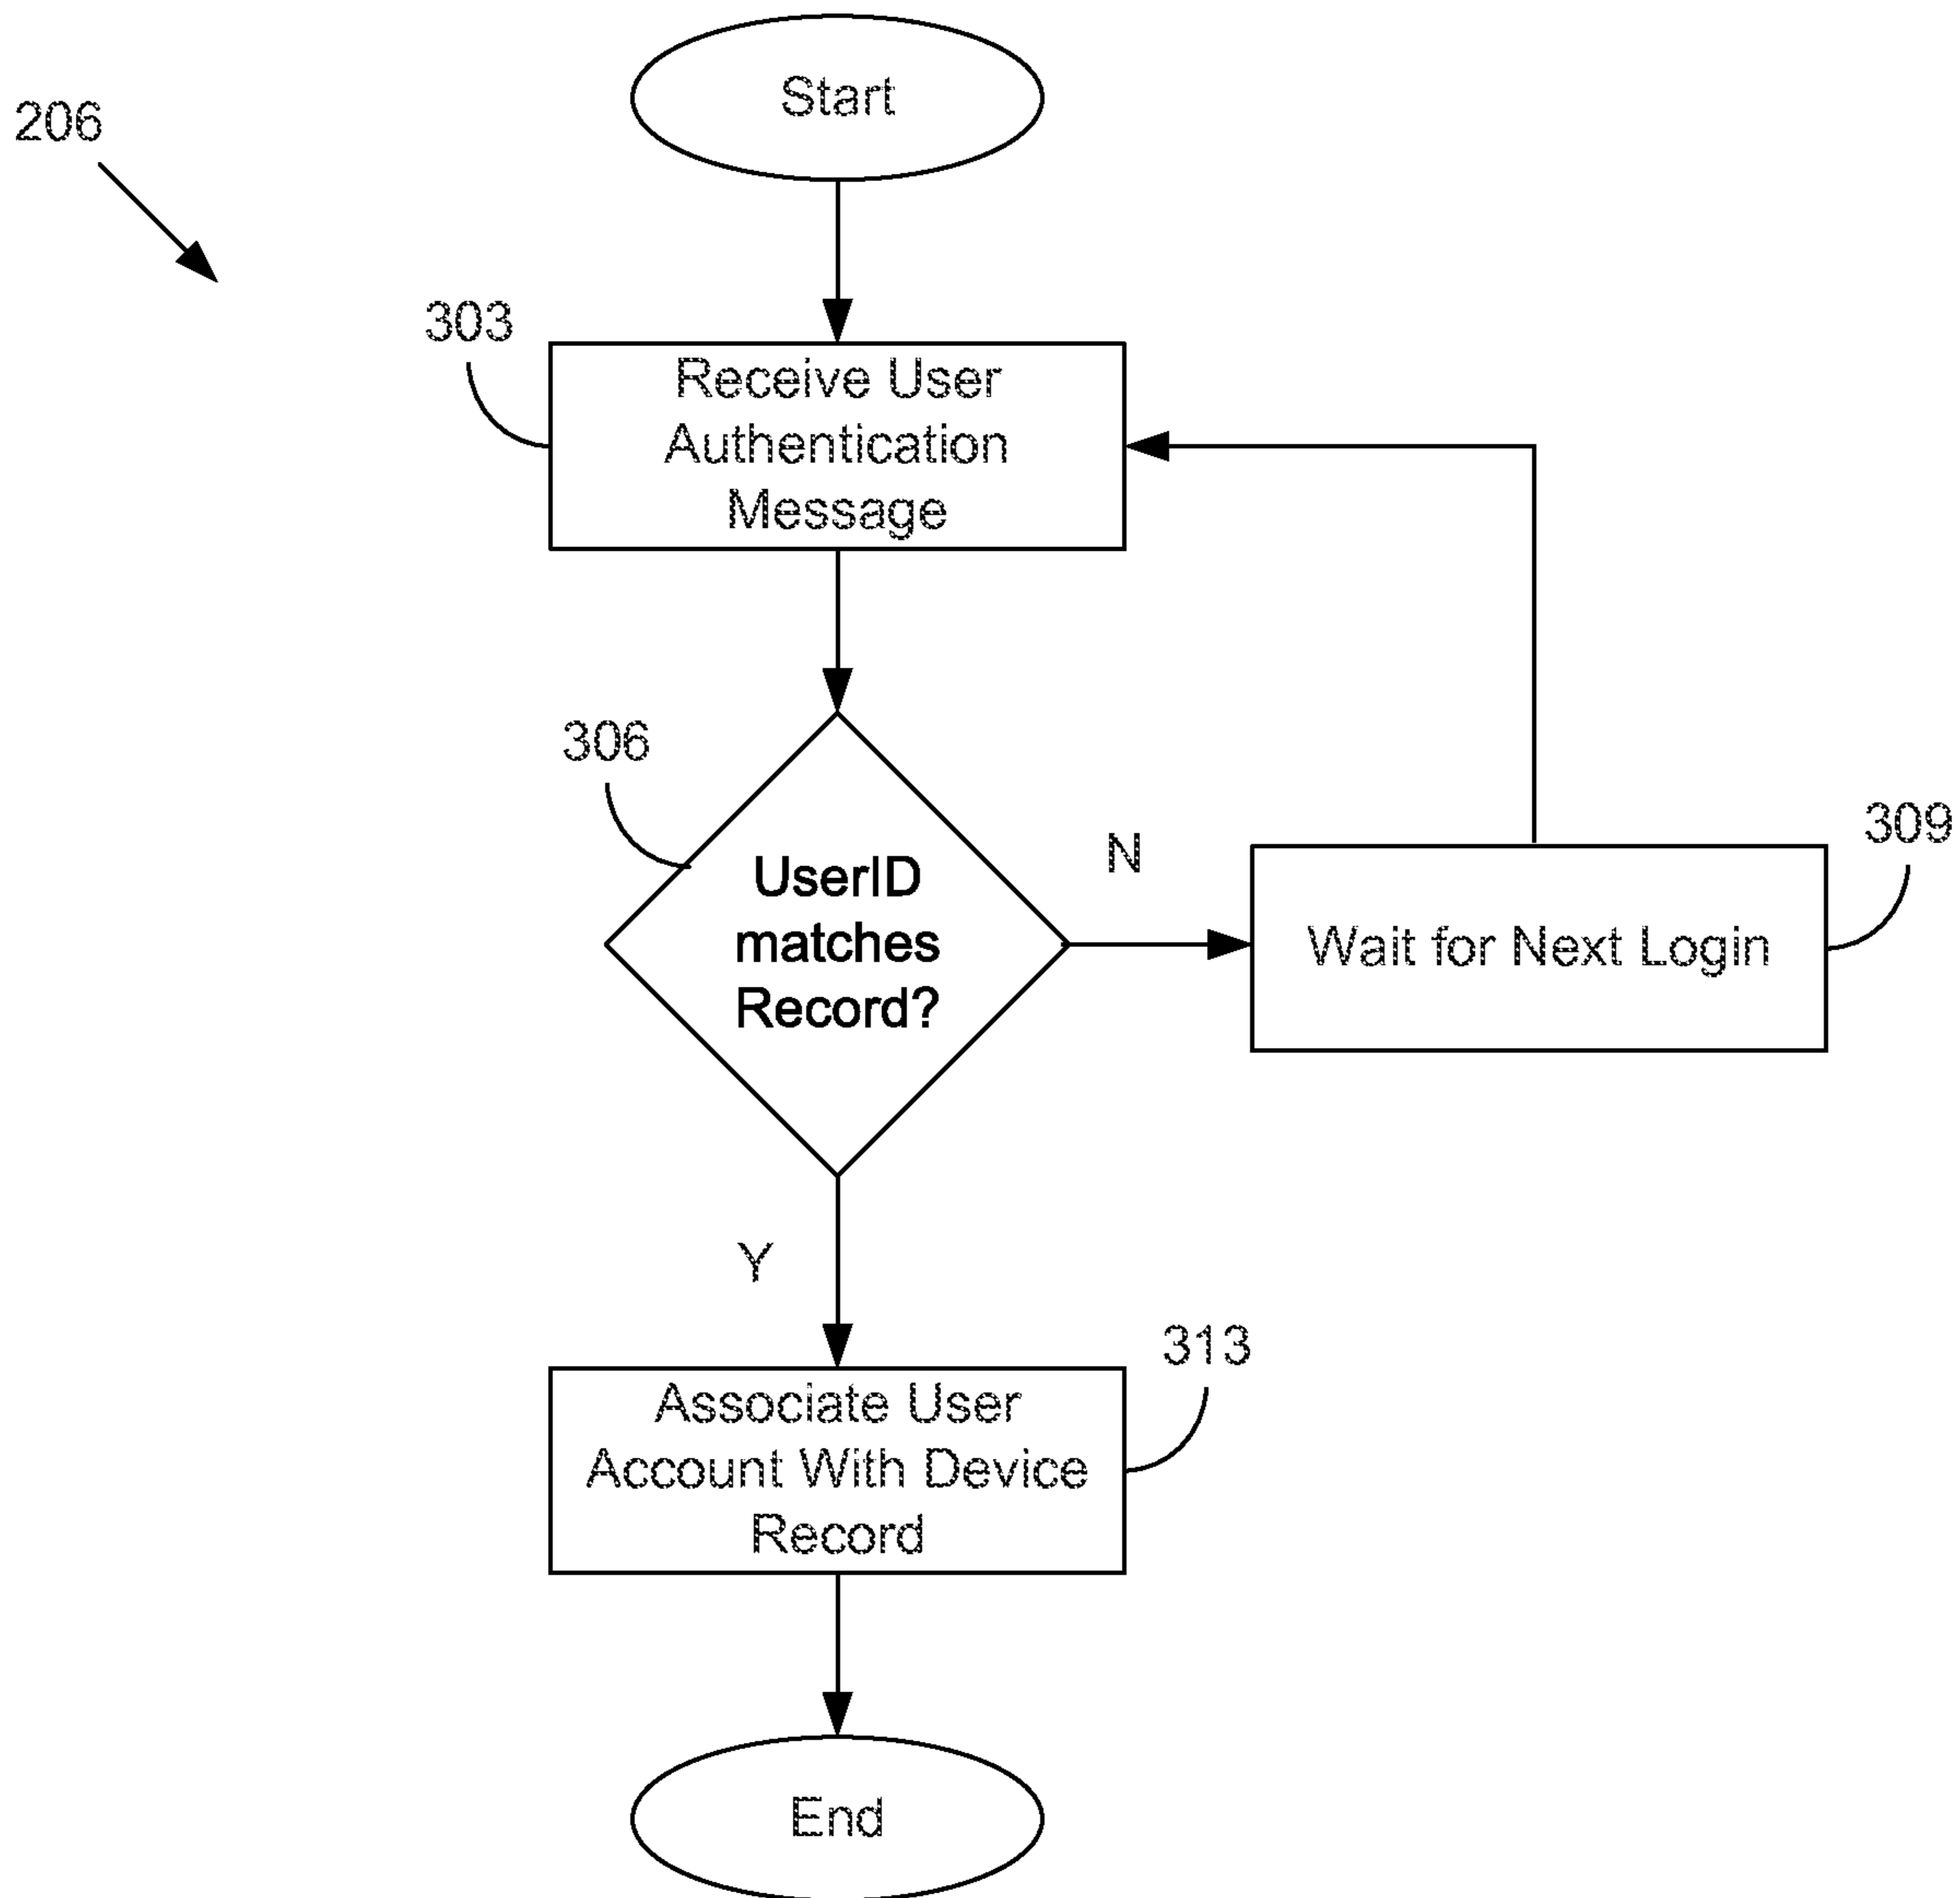 Start
206
303
Receive User
Authentication
Message
306
UserID
matches
Record?
N
309
Wait for Next Login
Y
313
Associate User
Account With Device
Record
End